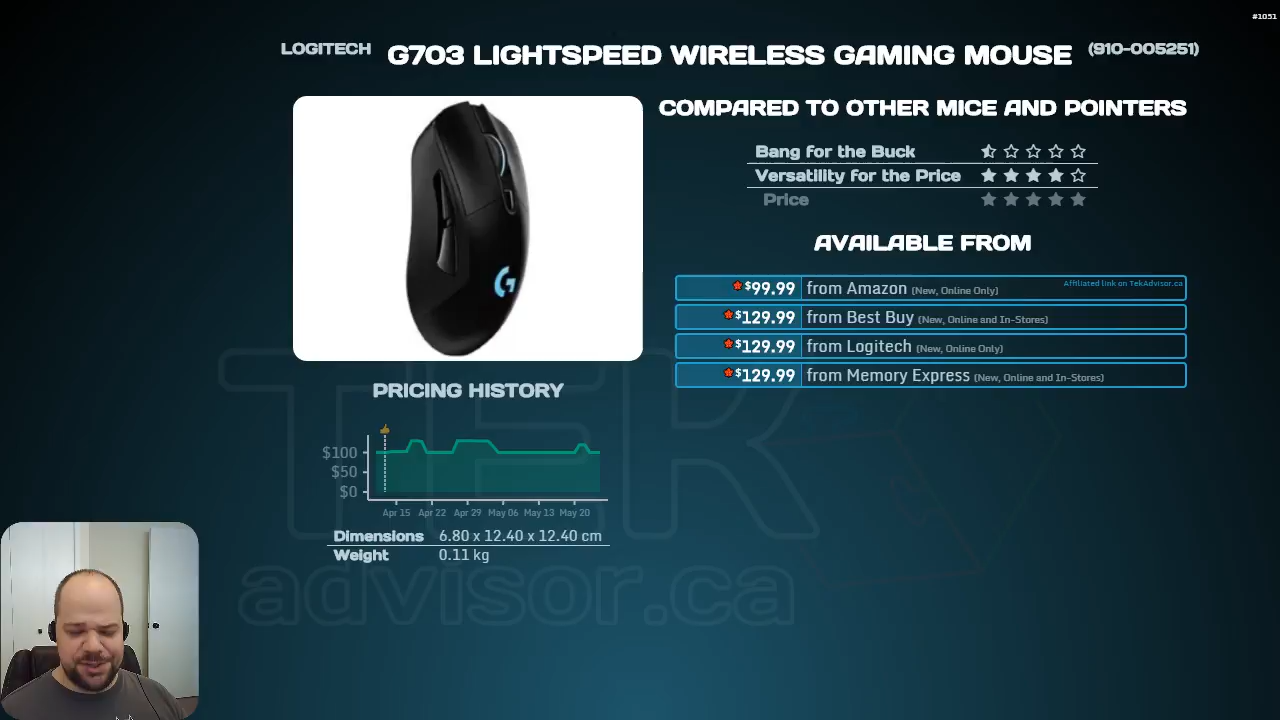 #1051
LOGITECH G703 LIGHTSPEED WIRELESS GAMING MOUSE (910-005251)
COMPARED TO OTHER MICE AND POINTERS
Bang for the Buck
Versatility for the Price
Price
AVAILABLE FROM
$99.99 from Amazon (New, Online Only) Affiliated link on TekAdvisor.ca
$129.99 from Best Buy (New, Online and In-Stores)
$129.99 from Logitech (New, Online Only)
$129.99 from Memory Express (New, Online and In-Stores)
PRICING HISTORY
$100
$50
$0
Apr 15 Apr 22 Apr 29 May 06 May 13 May 20
Dimensions 6.80 x 12.40 x 12.40 cm
Weight 0.11 kg
TEK
advisor.ca